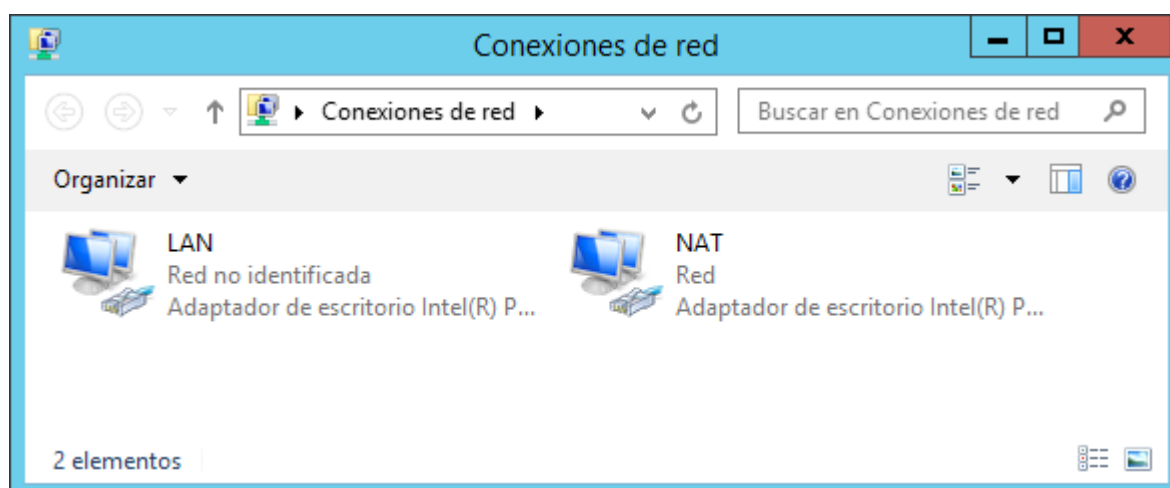 Conexiones de red
Conexiones de red
Buscar en Conexiones de red
Organizar
LAN
Red no identificada
Adaptador de escritorio Intel(R) P...
NAT
Red
Adaptador de escritorio Intel(R) P...
2 elementos